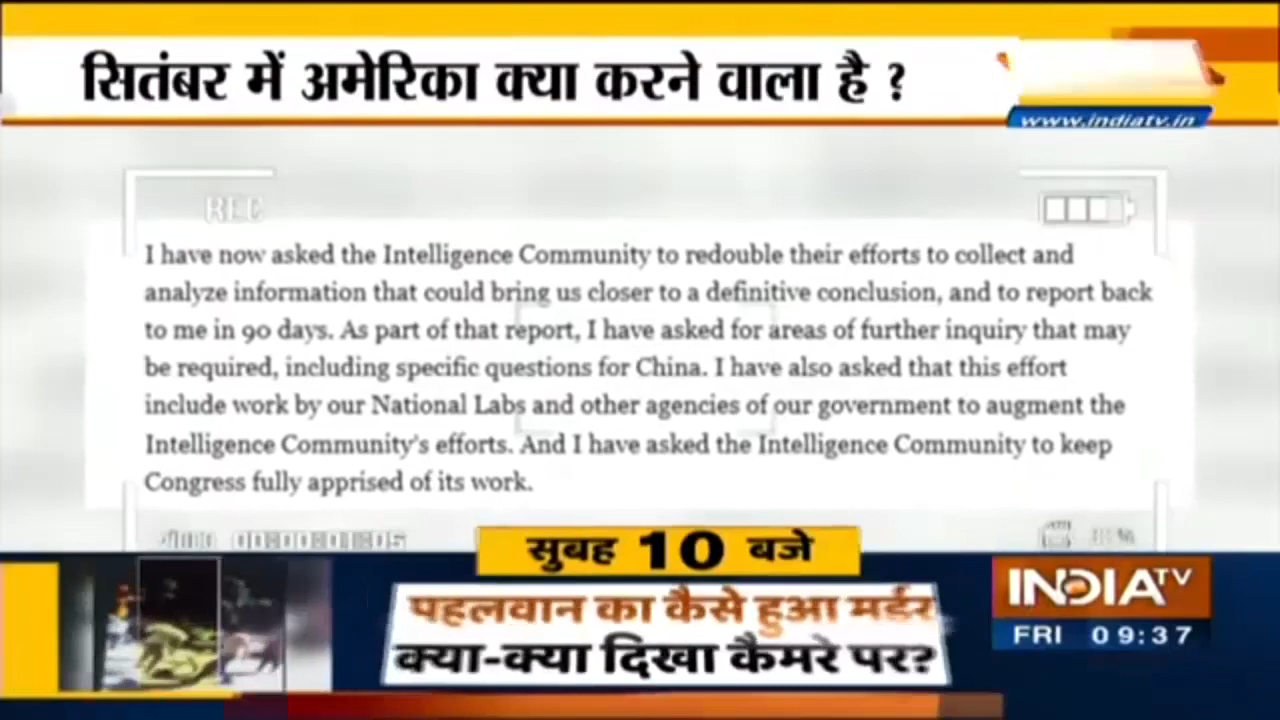 सितंबर में अमेरिका क्या करने वाला है ?
www.indiatv.in
REC
I have now asked the Intelligence Community to redouble their efforts to collect and
analyze information that could bring us closer to a definitive conclusion, and to report back
to me in 90 days. As part of that report, I have asked for areas of further inquiry that may
be required, including specific questions for China. I have also asked that this effort
include work by our National Labs and other agencies of our government to augment the
Intelligence Community's efforts. And I have asked the Intelligence Community to keep
Congress fully apprised of its work.
सुबह 10 बजे
पहलवान का कैसे हुआ मर्डर
क्या-क्या दिखा कैमरे पर?
INDIA TV
FRI 09:37